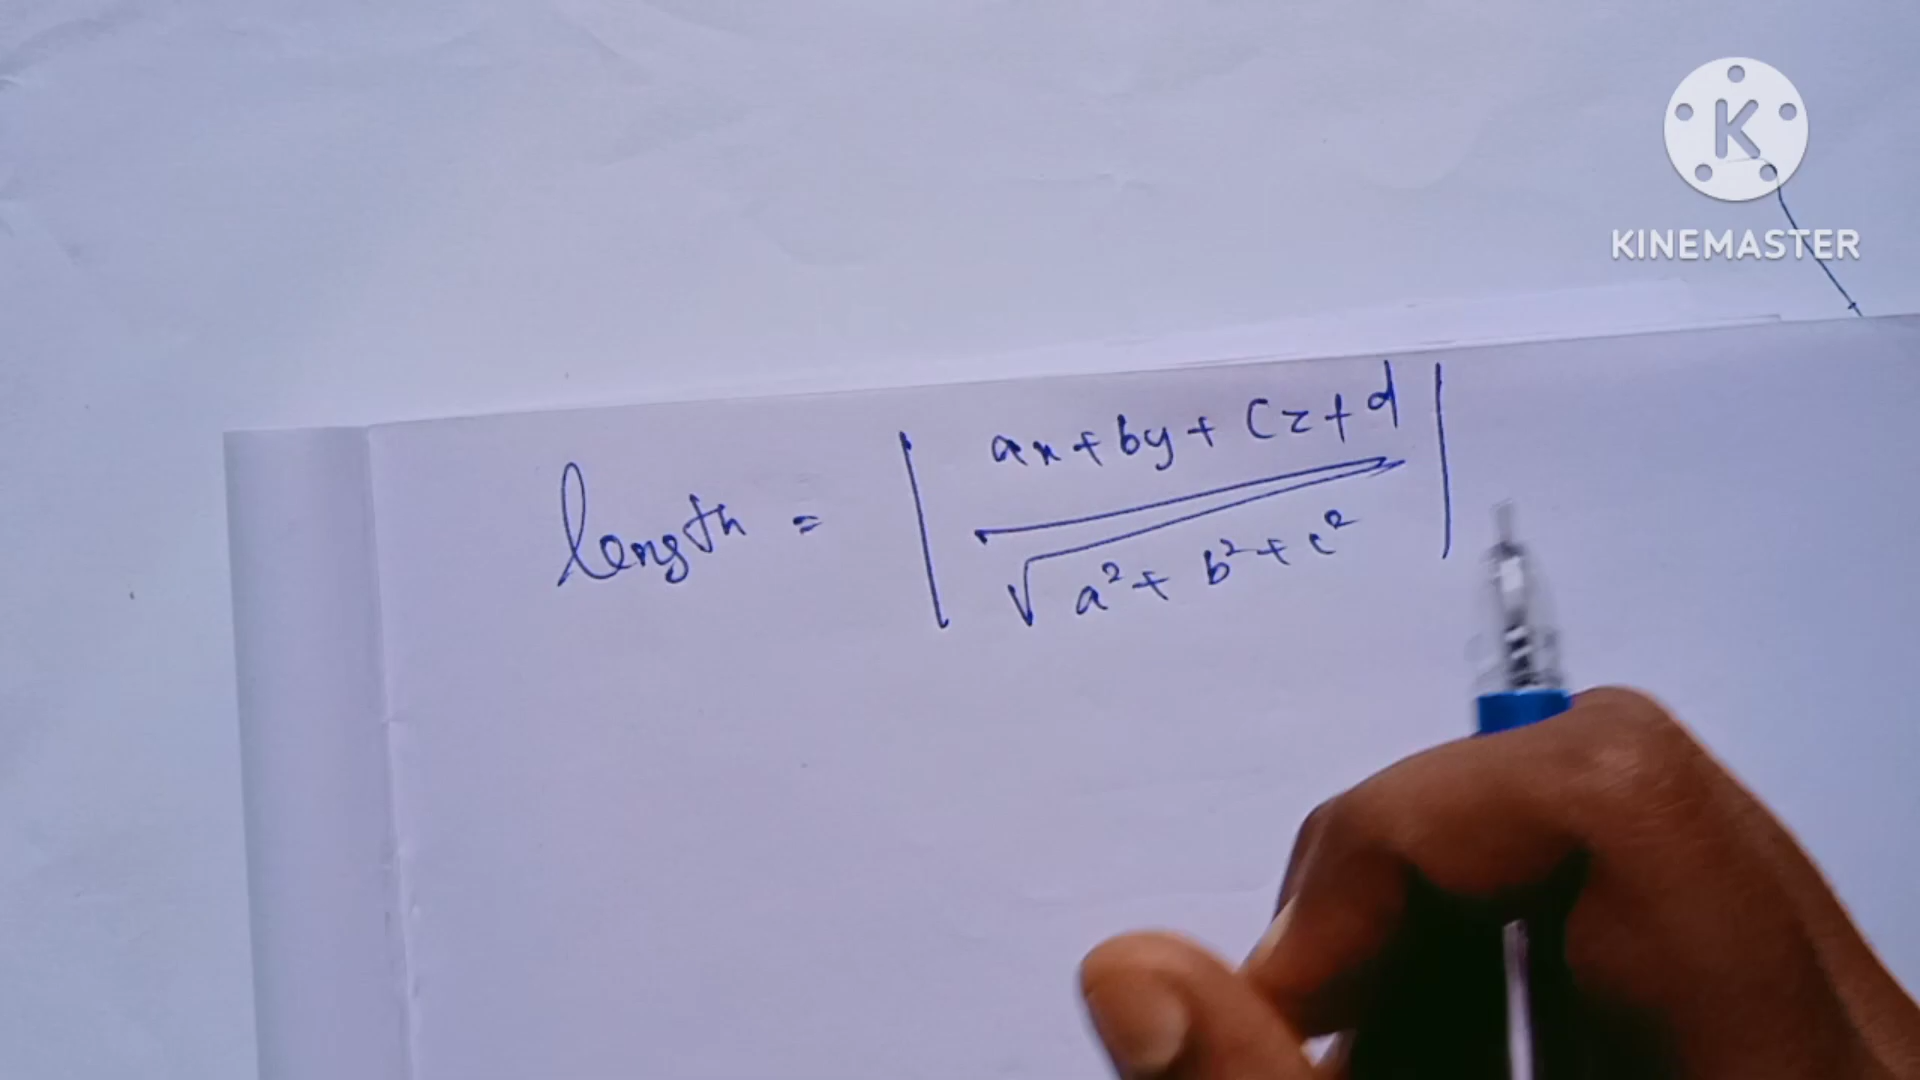 K
KINEMASTER
length = | ax+by+cz+d / √a²+b²+c² |